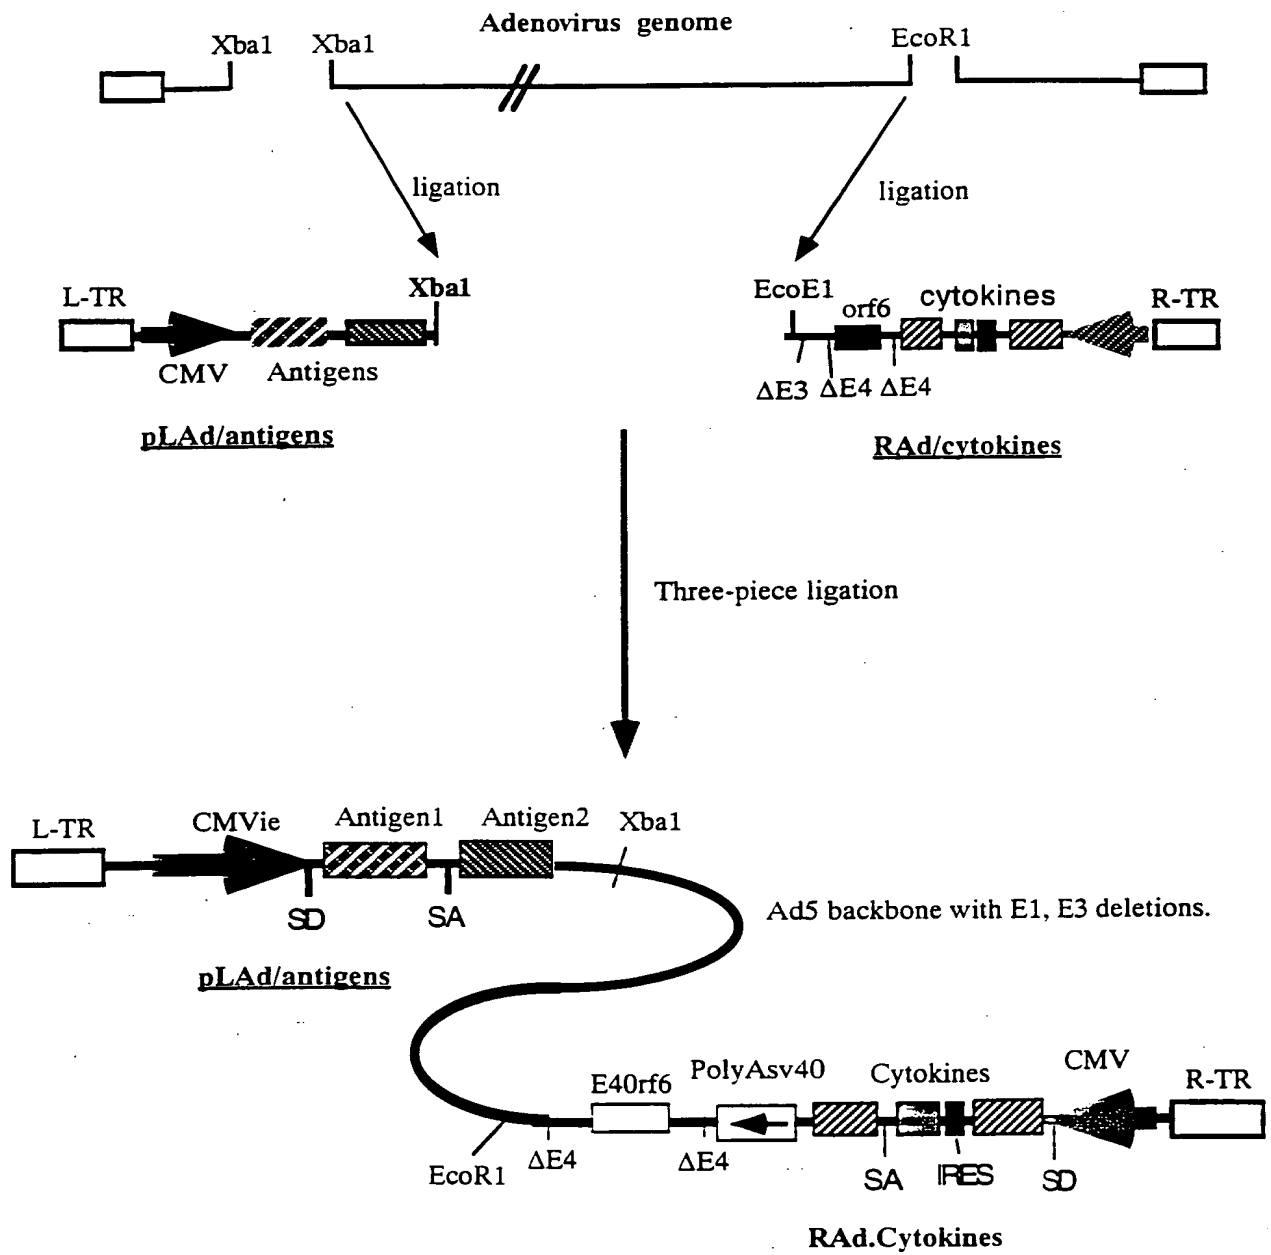 Adenovirus genome
Xba1 Xba1 EcoR1
ligation ligation
L-TR Xba1 EcoE1 orf6 cytokines R-TR
CMV Antigens ΔE3 ΔE4 ΔE4
pLAd/antigens RAd/cytokines
Three-piece ligation
L-TR CMVie Antigen1 Antigen2 Xba1
SD SA Ad5 backbone with E1, E3 deletions.
pLAd/antigens
E40rf6 PolyAsv40 Cytokines CMV R-TR
EcoR1 ΔE4 ΔE4 SA IRES SD
RAd.Cytokines